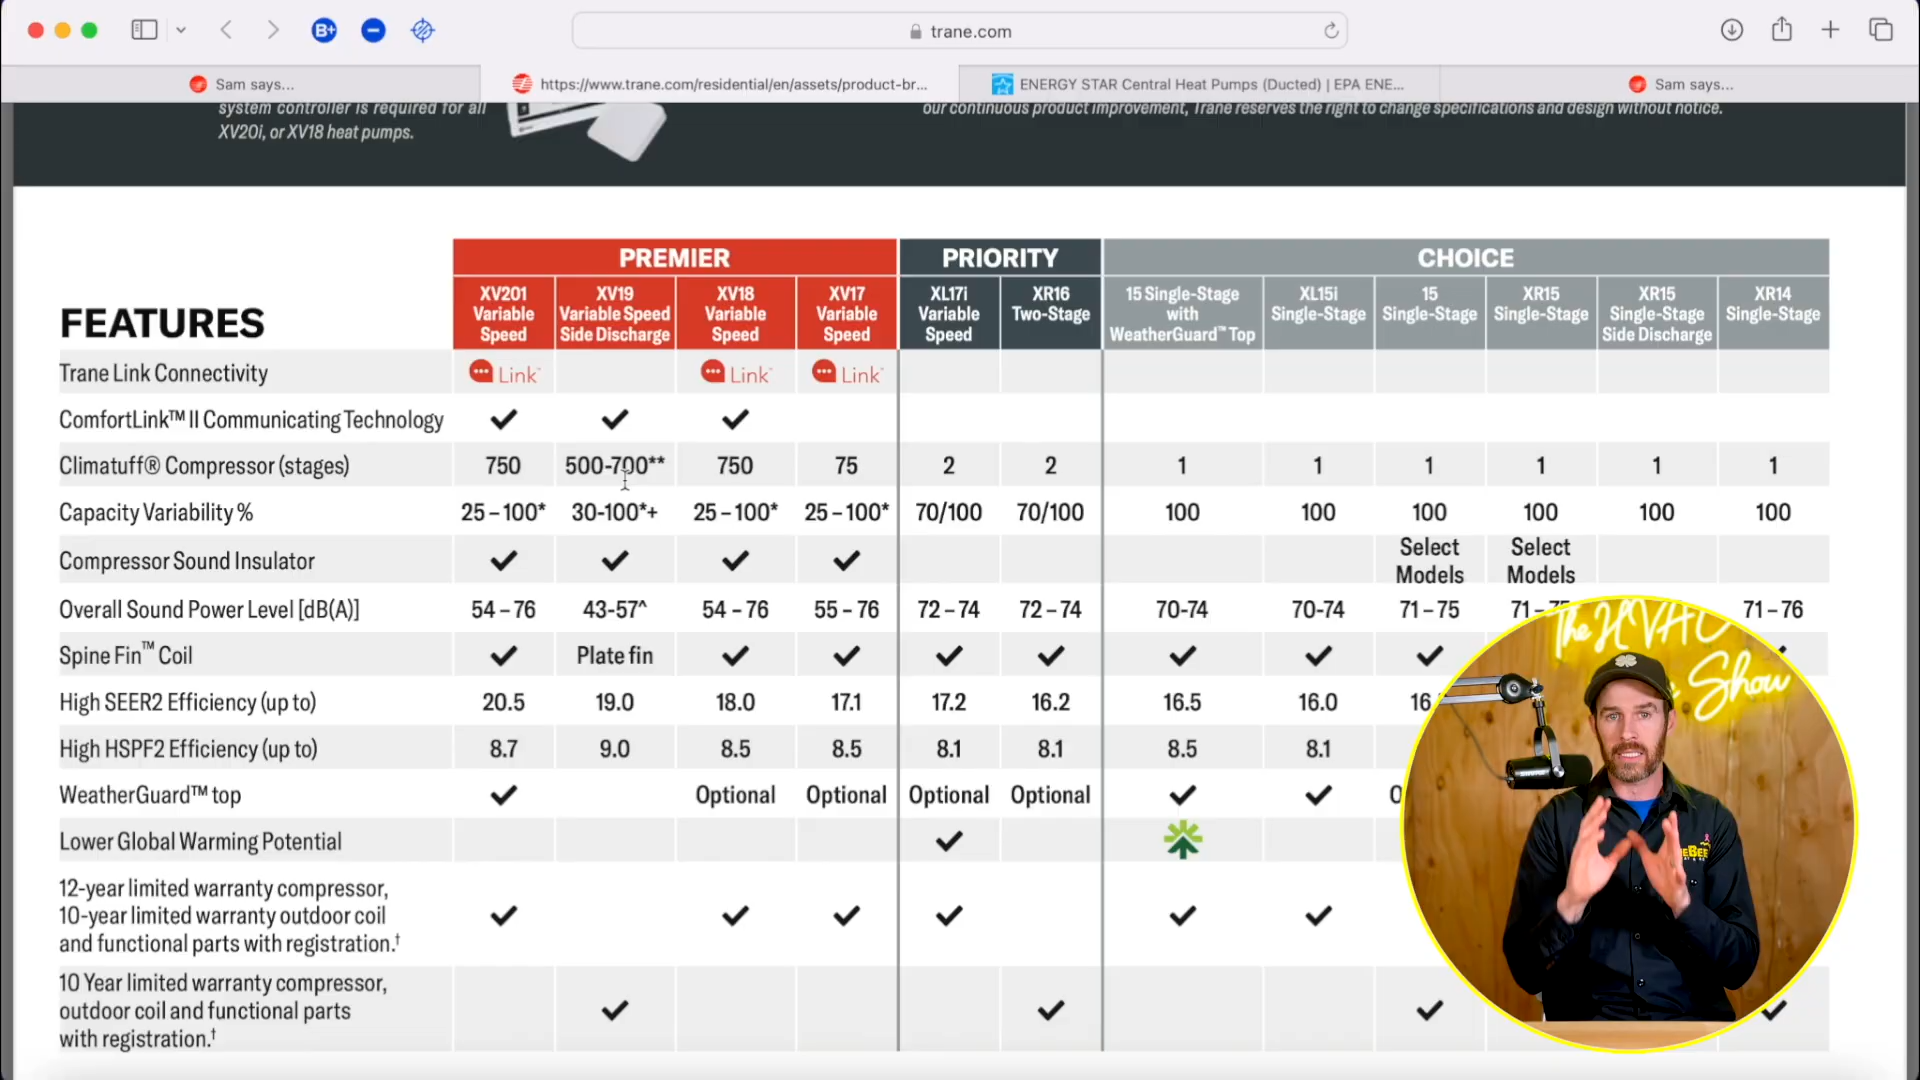 trane.com
Sam says...
https://www.trane.com/residential/en/assets/product-br...
ENERGY STAR Central Heat Pumps (Ducted) | EPA ENE...
Sam says...
system controller is required for all
XV20i, or XV18 heat pumps.
our continuous product improvement, Trane reserves the right to change specifications and design without notice.
PREMIER PRIORITY CHOICE
FEATURES
XV201
Variable
Speed
XV19
Variable Speed
Side Discharge
XV18
Variable
Speed
XV17
Variable
Speed
XL17i
Variable
Speed
XR16
Two-Stage
15 Single-Stage
with
WeatherGuard™ Top
XL15i
Single-Stage
15
Single-Stage
XR15
Single-Stage
XR15
Single-Stage
Side Discharge
XR14
Single-Stage
Trane Link Connectivity Link™ Link™ Link™
ComfortLink™ II Communicating Technology ✔ ✔ ✔
Climatuff® Compressor (stages) 750 500-700** 750 75 2 2 1 1 1 1 1 1
Capacity Variability % 25 – 100* 30-100*+ 25 – 100* 25 – 100* 70/100 70/100 100 100 100 100 100 100
Compressor Sound Insulator ✔ ✔ ✔ ✔ Select Models Select Models
Overall Sound Power Level [dB(A)] 54 – 76 43-57^ 54 – 76 55 – 76 72 – 74 72 – 74 70-74 70-74 71 – 75 71 – 71 – 76
Spine Fin™ Coil ✔ Plate fin ✔ ✔ ✔ ✔ ✔ ✔ ✔
High SEER2 Efficiency (up to) 20.5 19.0 18.0 17.1 17.2 16.2 16.5 16.0 16
High HSPF2 Efficiency (up to) 8.7 9.0 8.5 8.5 8.1 8.1 8.5 8.1
WeatherGuard™ top ✔ Optional Optional Optional Optional ✔ ✔ O
Lower Global Warming Potential ✔
12-year limited warranty compressor,
10-year limited warranty outdoor coil
and functional parts with registration.† ✔ ✔ ✔ ✔ ✔ ✔
10 Year limited warranty compressor,
outdoor coil and functional parts
with registration.† ✔ ✔ ✔ ✔
The HVAC
Show